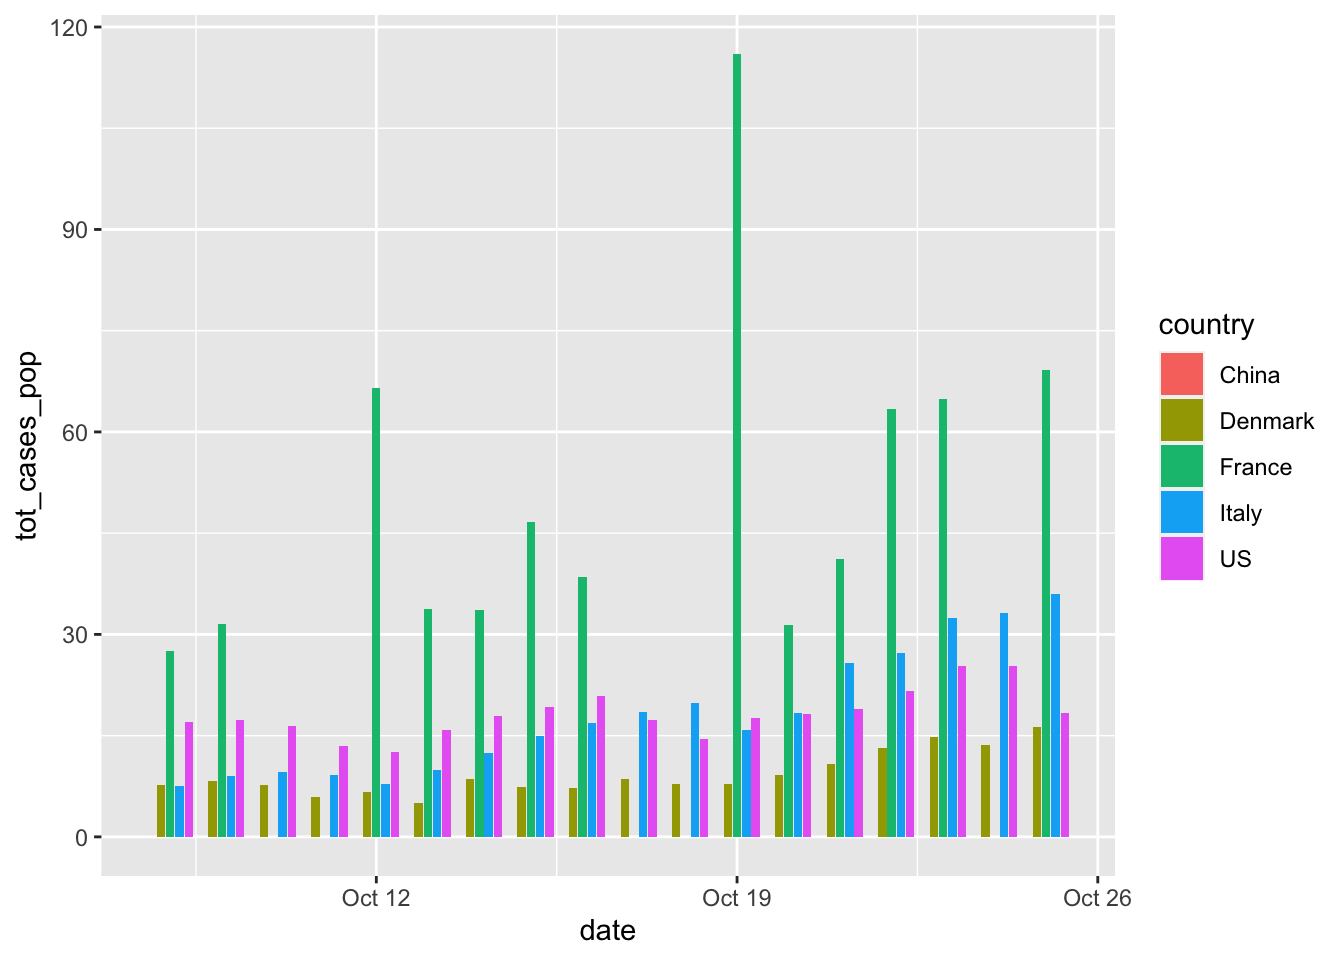 120
90
60
30
0
tot_cases_pop
Oct 12
Oct 19
Oct 26
date
country
China
Denmark
France
Italy
US